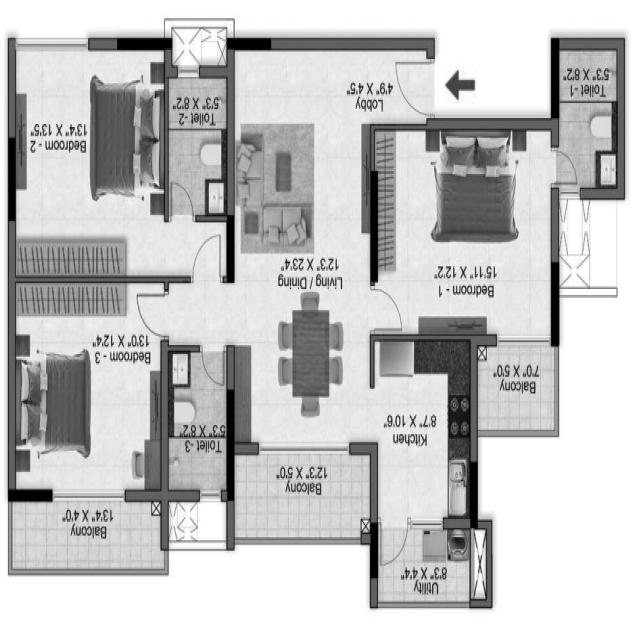 Utility
8'3" X 4'4"
Balcony
13'4" X 4'0"
Balcony
12'3" X 5'0"
Kitchen
8'7" X 10'6"
Toilet -3
5'3" X 8'2"
Balcony
7'0" X 5'0"
Bedroom - 3
13'0" X 12'4"
Bedroom - 1
15'11" X 12'2"
Living / Dining
12'3" X 23'4"
Bedroom - 2
13'4" X 13'5"
Toilet -2
5'3" X 8'2"
Lobby
4'9" X 4'5"
Toilet -1
5'3" X 8'2"